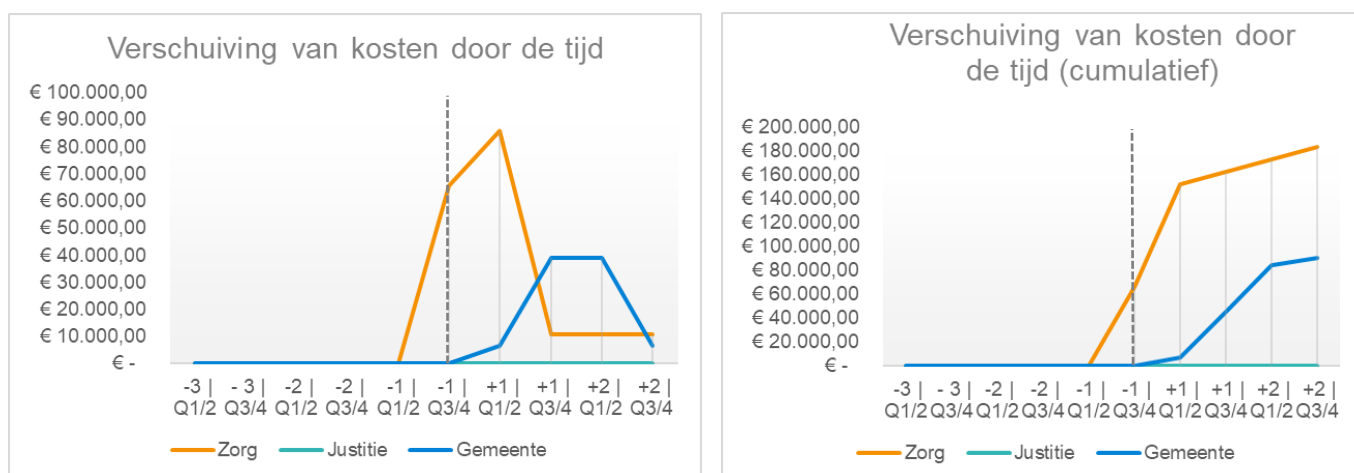 Verschuiving van kosten door de tijd
€ 100.000,00
€ 90.000,00
€ 80.000,00
€ 70.000,00
€ 60.000,00
€ 50.000,00
€ 40.000,00
€ 30.000,00
€ 20.000,00
€ 10.000,00
€ -
-3 | - 3 | -2 | -2 | -1 | -1 | +1 | +1 | +2 | +2 |
Q1/2 Q3/4 Q1/2 Q3/4 Q1/2 Q3/4 Q1/2 Q3/4 Q1/2 Q3/4
Zorg Justitie Gemeente
Verschuiving van kosten door
de tijd (cumulatief)
€ 200.000,00
€ 180.000,00
€ 160.000,00
€ 140.000,00
€ 120.000,00
€ 100.000,00
€ 80.000,00
€ 60.000,00
€ 40.000,00
€ 20.000,00
€ -
-3 | - 3 | -2 | -2 | -1 | -1 | +1 | +1 | +2 | +2 |
Q1/2 Q3/4 Q1/2 Q3/4 Q1/2 Q3/4 Q1/2 Q3/4 Q1/2 Q3/4
Zorg Justitie Gemeente